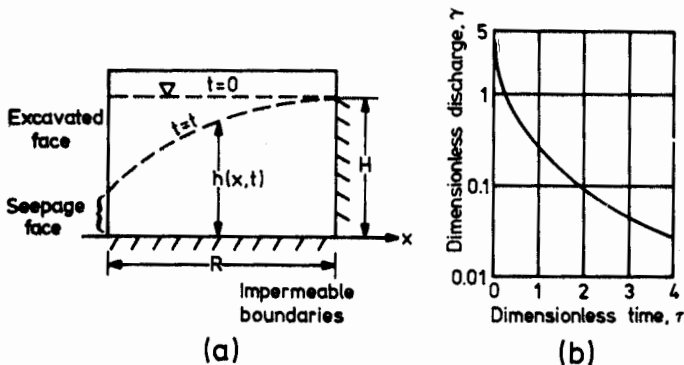 t=0
Excavated
face
t=t
H
h(x,t)
Seepage
face
x
R
Impermeable
boundaries
(a)
Dimensionless discharge, γ
5
1
0.1
0.01
0 1 2 3 4
Dimensionless time, τ
(b)